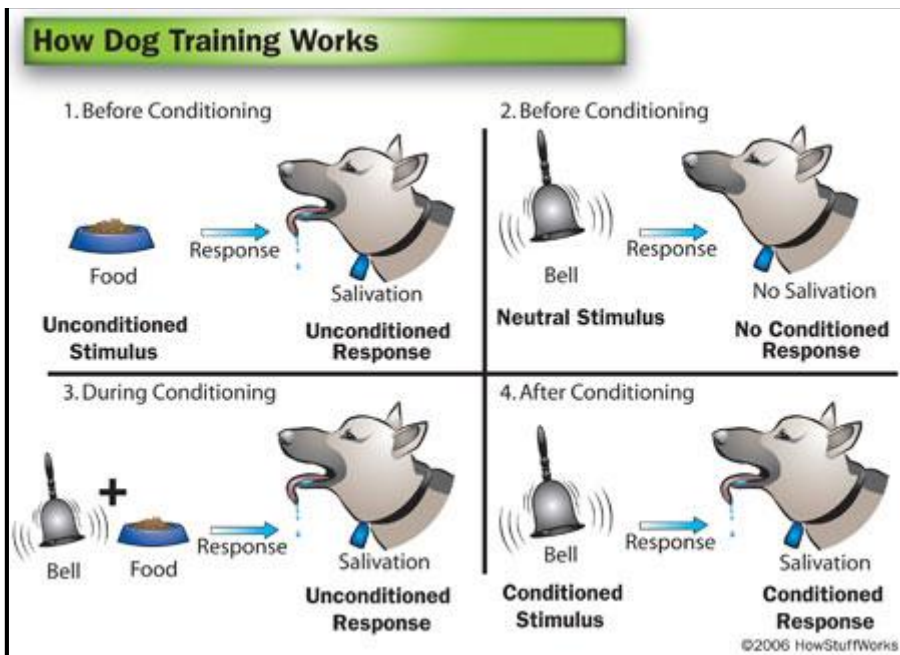 How Dog Training Works
1. Before Conditioning
Food
Response
Salivation
Unconditioned
Stimulus
Unconditioned
Response
2. Before Conditioning
Bell
Response
No Salivation
Neutral Stimulus
No Conditioned
Response
3. During Conditioning
Bell
+
Food
Response
Salivation
Unconditioned
Response
4. After Conditioning
Bell
Response
Salivation
Conditioned
Stimulus
Conditioned
Response
©2006 HowStuffWorks